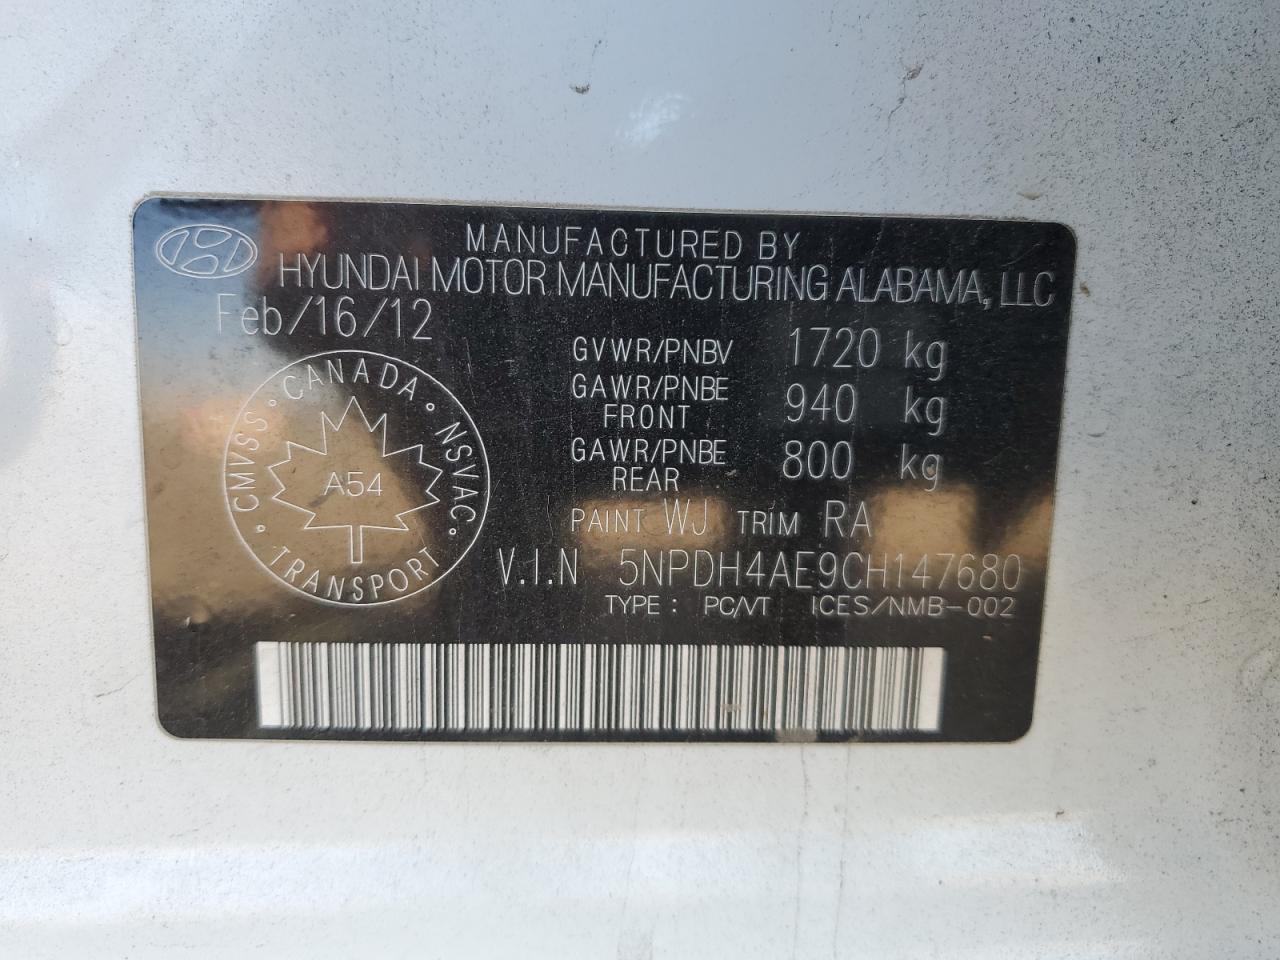 MANUFACTURED BY
HYUNDAI MOTOR MANUFACTURING ALABAMA, LLC
Feb/16/12
GVWR/PNBV 1720 kg
GAWR/PNBE FRONT 940 kg
GAWR/PNBE REAR 800 kg
PAINT WJ TRIM RA
V.I.N 5NPDH4AE9CH147680
TYPE : PC/VT ICES/NMB-002
CMVSS · CANADA · NSVAC · TRANSPORT
A54